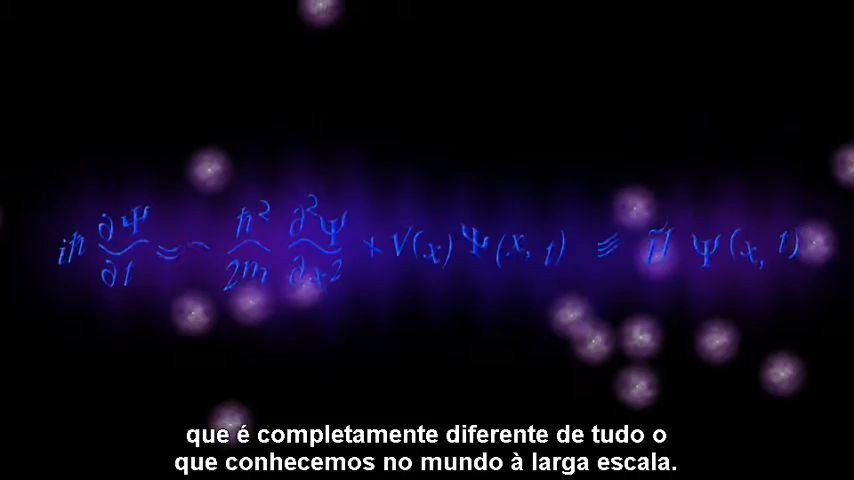 iħ ∂Ψ/∂t = − ħ²/2m ∂²Ψ/∂x² + V(x)Ψ(x, t) ≡ H̃ Ψ(x, t)
que é completamente diferente de tudo o
que conhecemos no mundo à larga escala.